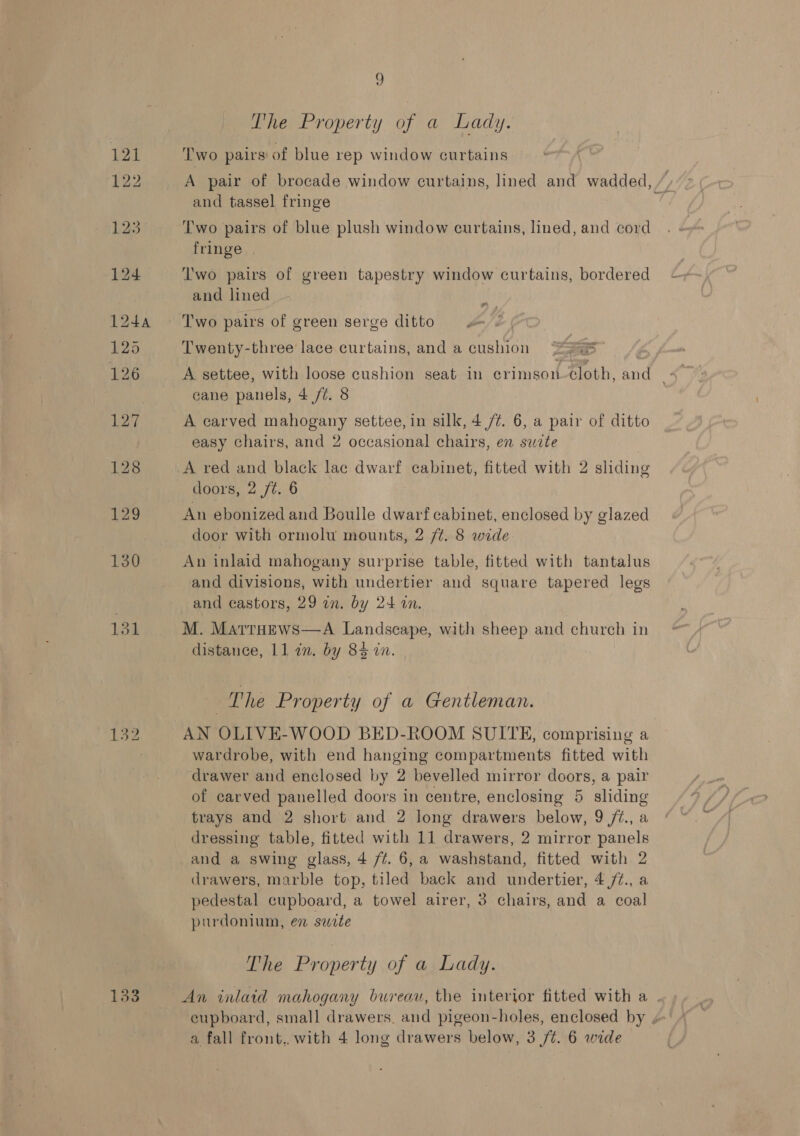 9
The Property of a Lady.
121 Two pairs of blue rep window curtains
122 A pair of brocade window curtains, lined and wadded,
and tassel fringe
123 Two pairs of blue plush window curtains, lined, and cord
fringe
124 Two pairs of green tapestry window curtains, bordered
and lined
124A Two pairs of green serge ditto
125 Twenty-three lace curtains, and a cushion
126 A settee, with loose cushion seat in crimson cloth, and
cane panels, 4 ft. 8
127 A carved mahogany settee, in silk, 4 ft. 6, a pair of ditto
easy chairs, and 2 occasional chairs, en suite
128 A red and black lac dwarf cabinet, fitted with 2 sliding
doors, 2 ft. 6
129 An ebonized and Boulle dwarf cabinet, enclosed by glazed
door with ormolu mounts, 2 ft. 8 wide
130 An inlaid mahogany surprise table, fitted with tantalus
and divisions, with undertier and square tapered legs
and castors, 29 in. by 24 in.
131 M. MATTHEWS—A Landscape, with sheep and church in
distance, 11 in. by 8½ in.
The Property of a Gentleman.
132 AN OLIVE-WOOD BED-ROOM SUITE, comprising a
wardrobe, with end hanging compartments fitted with
drawer and enclosed by 2 bevelled mirror doors, a pair
of carved panelled doors in centre, enclosing 5 sliding
trays and 2 short and 2 long drawers below, 9 ft., a
dressing table, fitted with 11 drawers, 2 mirror panels
and a swing glass, 4 ft. 6, a washstand, fitted with 2
drawers, marble top, tiled back and undertier, 4 ft., a
pedestal cupboard, a towel airer, 3 chairs, and a coal
purdonium, en suite
The Property of a Lady.
133 An inlaid mahogany bureau, the interior fitted with a
cupboard, small drawers, and pigeon-holes, enclosed by
a fall front, with 4 long drawers below, 3 ft. 6 wide